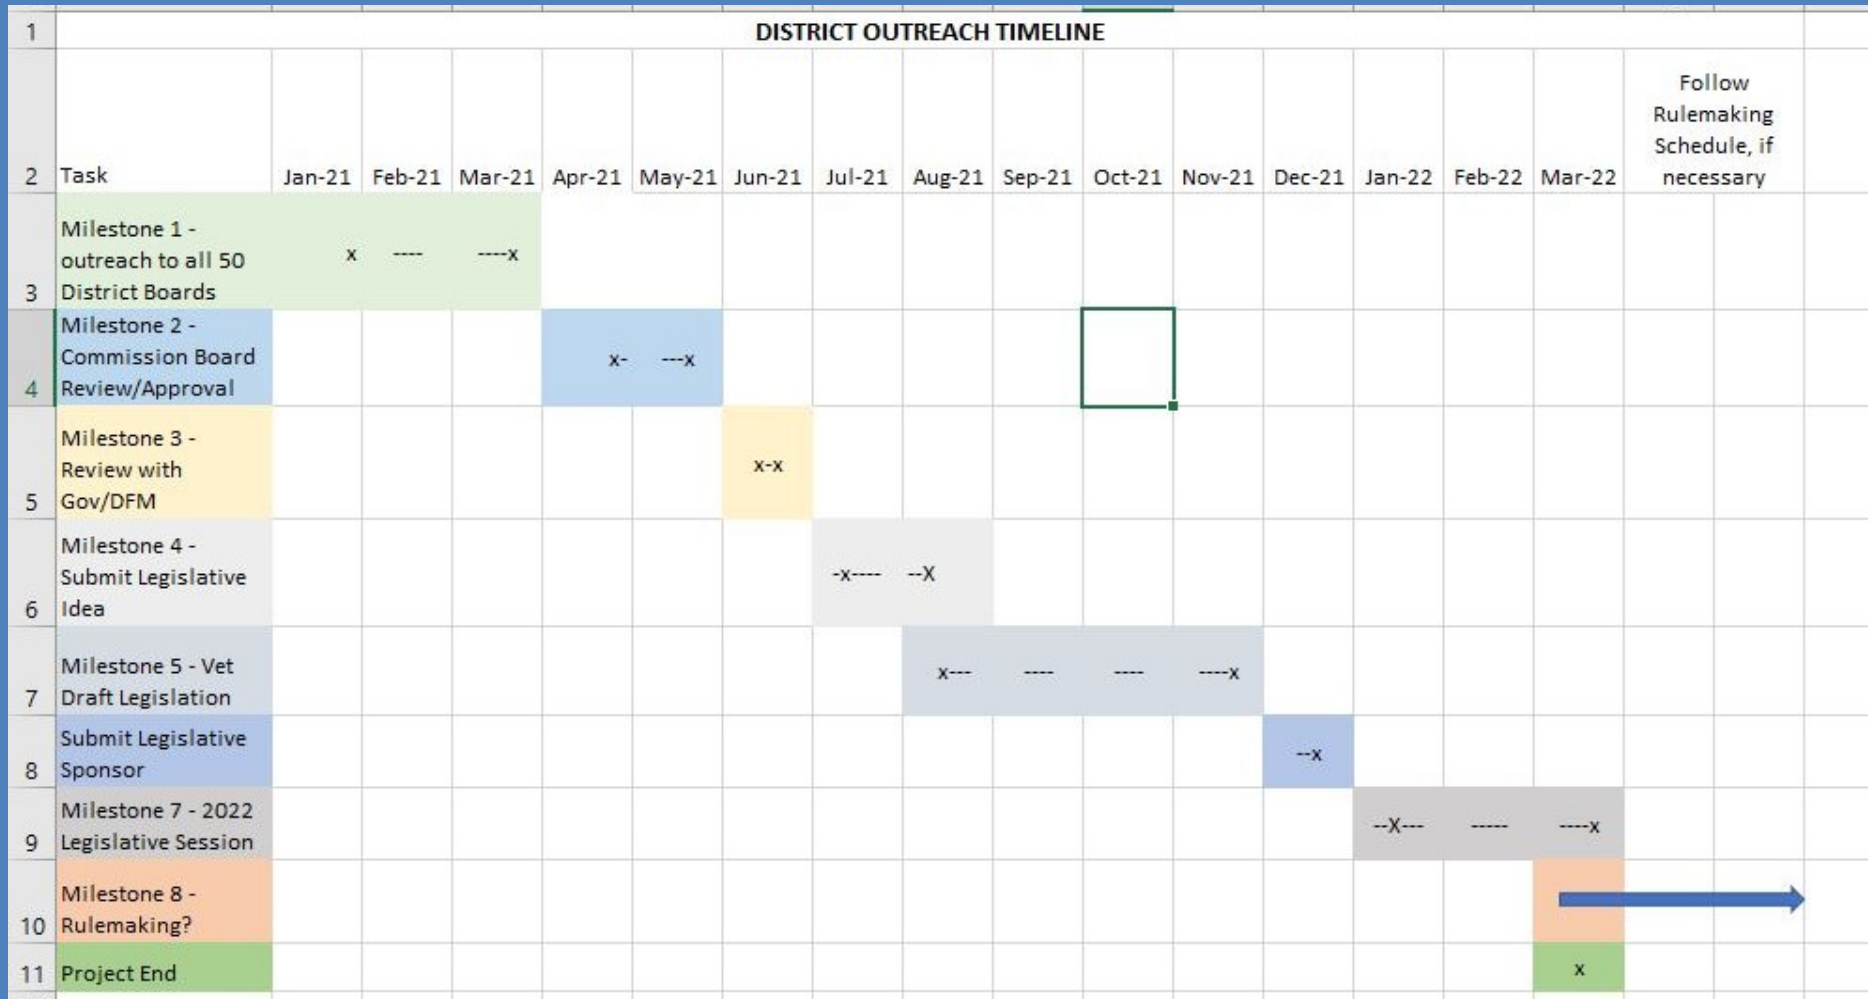 1 DISTRICT OUTREACH TIMELINE
Follow
Rulemaking
Schedule, if
2 Task Jan-21 Feb-21 Mar-21 Apr-21 May-21 Jun-21 Jul-21 Aug-21 Sep-21 Oct-21 Nov-21 Dec-21 Jan-22 Feb-22 Mar-22 necessary
Milestone 1 -
outreach to all 50 x ---- ----x
3 District Boards
Milestone 2 -
Commission Board x- ---x
4 Review/Approval
Milestone 3 -
Review with x-x
5 Gov/DFM
Milestone 4 -
Submit Legislative -x---- --X
6 Idea
Milestone 5 - Vet x--- ---- ---- ----x
7 Draft Legislation
Submit Legislative --x
8 Sponsor
Milestone 7 - 2022 --X--- ----- ----x
9 Legislative Session
Milestone 8 -
10 Rulemaking?
11 Project End x